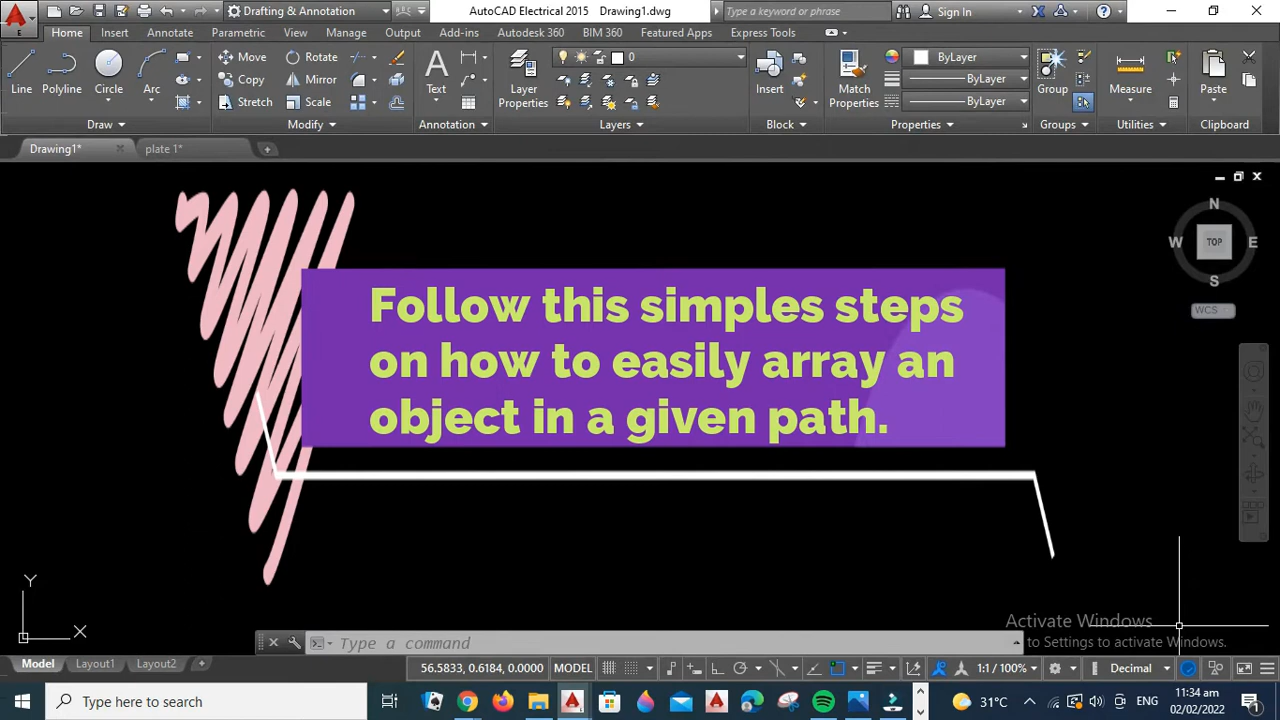 AutoCAD Electrical 2015 Drawing1.dwg
Drafting & Annotation
Type a keyword or phrase
Sign In
Home Insert Annotate Parametric View Manage Output Add-ins Autodesk 360 BIM 360 Featured Apps Express Tools
Line Polyline Circle Arc
Move Rotate
Copy Mirror
Stretch Scale
Text
Layer Properties
0
Insert
Match Properties
ByLayer
ByLayer
ByLayer
Group
Measure
Paste
Draw Modify Annotation Layers Block Properties Groups Utilities Clipboard
Drawing1* plate 1*
N
W TOP E
S
WCS
Follow this simples steps
on how to easily array an
object in a given path.
Y
X
Activate Windows
to Settings to activate Windows.
Type a command
Model Layout1 Layout2
56.5833, 0.6184, 0.0000 MODEL 1:1 / 100% Decimal
Type here to search
31°C ENG
11:34 am
02/02/2022